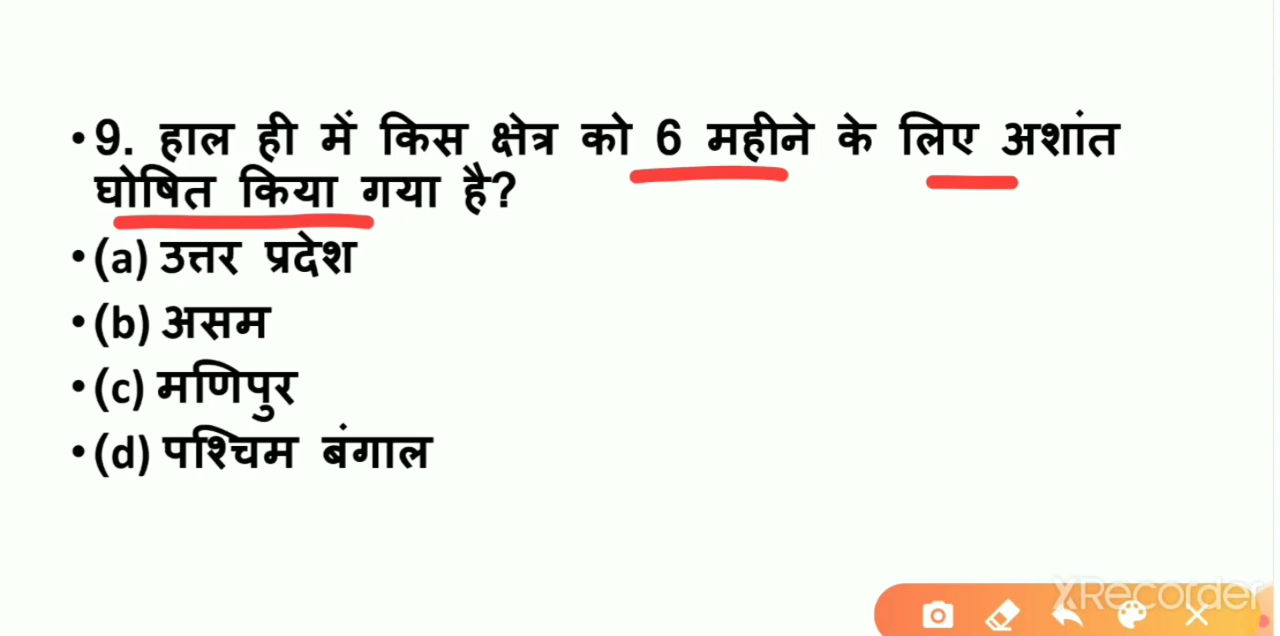 •9. हाल ही में किस क्षेत्र को 6 महीने के लिए अशांत
घोषित किया गया है?
•(a) उत्तर प्रदेश
•(b) असम
•(c) मणिपुर
•(d) पश्चिम बंगाल
XRecorder